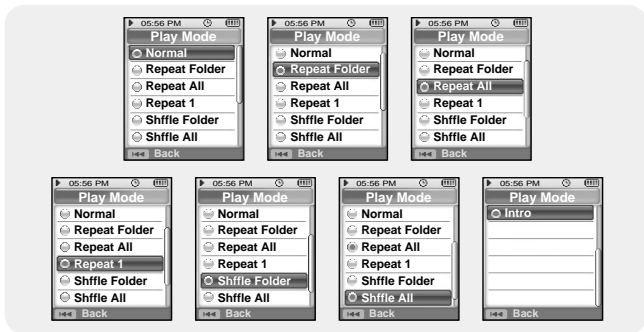 05:56 PM
Play Mode
Normal
Repeat Folder
Repeat All
Repeat 1
Shffle Folder
Shffle All
Back
05:56 PM
Play Mode
Normal
Repeat Folder
Repeat All
Repeat 1
Shffle Folder
Shffle All
Back
05:56 PM
Play Mode
Normal
Repeat Folder
Repeat All
Repeat 1
Shffle Folder
Shffle All
Back
05:56 PM
Play Mode
Normal
Repeat Folder
Repeat All
Repeat 1
Shffle Folder
Shffle All
Back
05:56 PM
Play Mode
Normal
Repeat Folder
Repeat All
Repeat 1
Shffle Folder
Shffle All
Back
05:56 PM
Play Mode
Normal
Repeat Folder
Repeat All
Repeat 1
Shffle Folder
Shffle All
Back
05:56 PM
Play Mode
Intro
Back